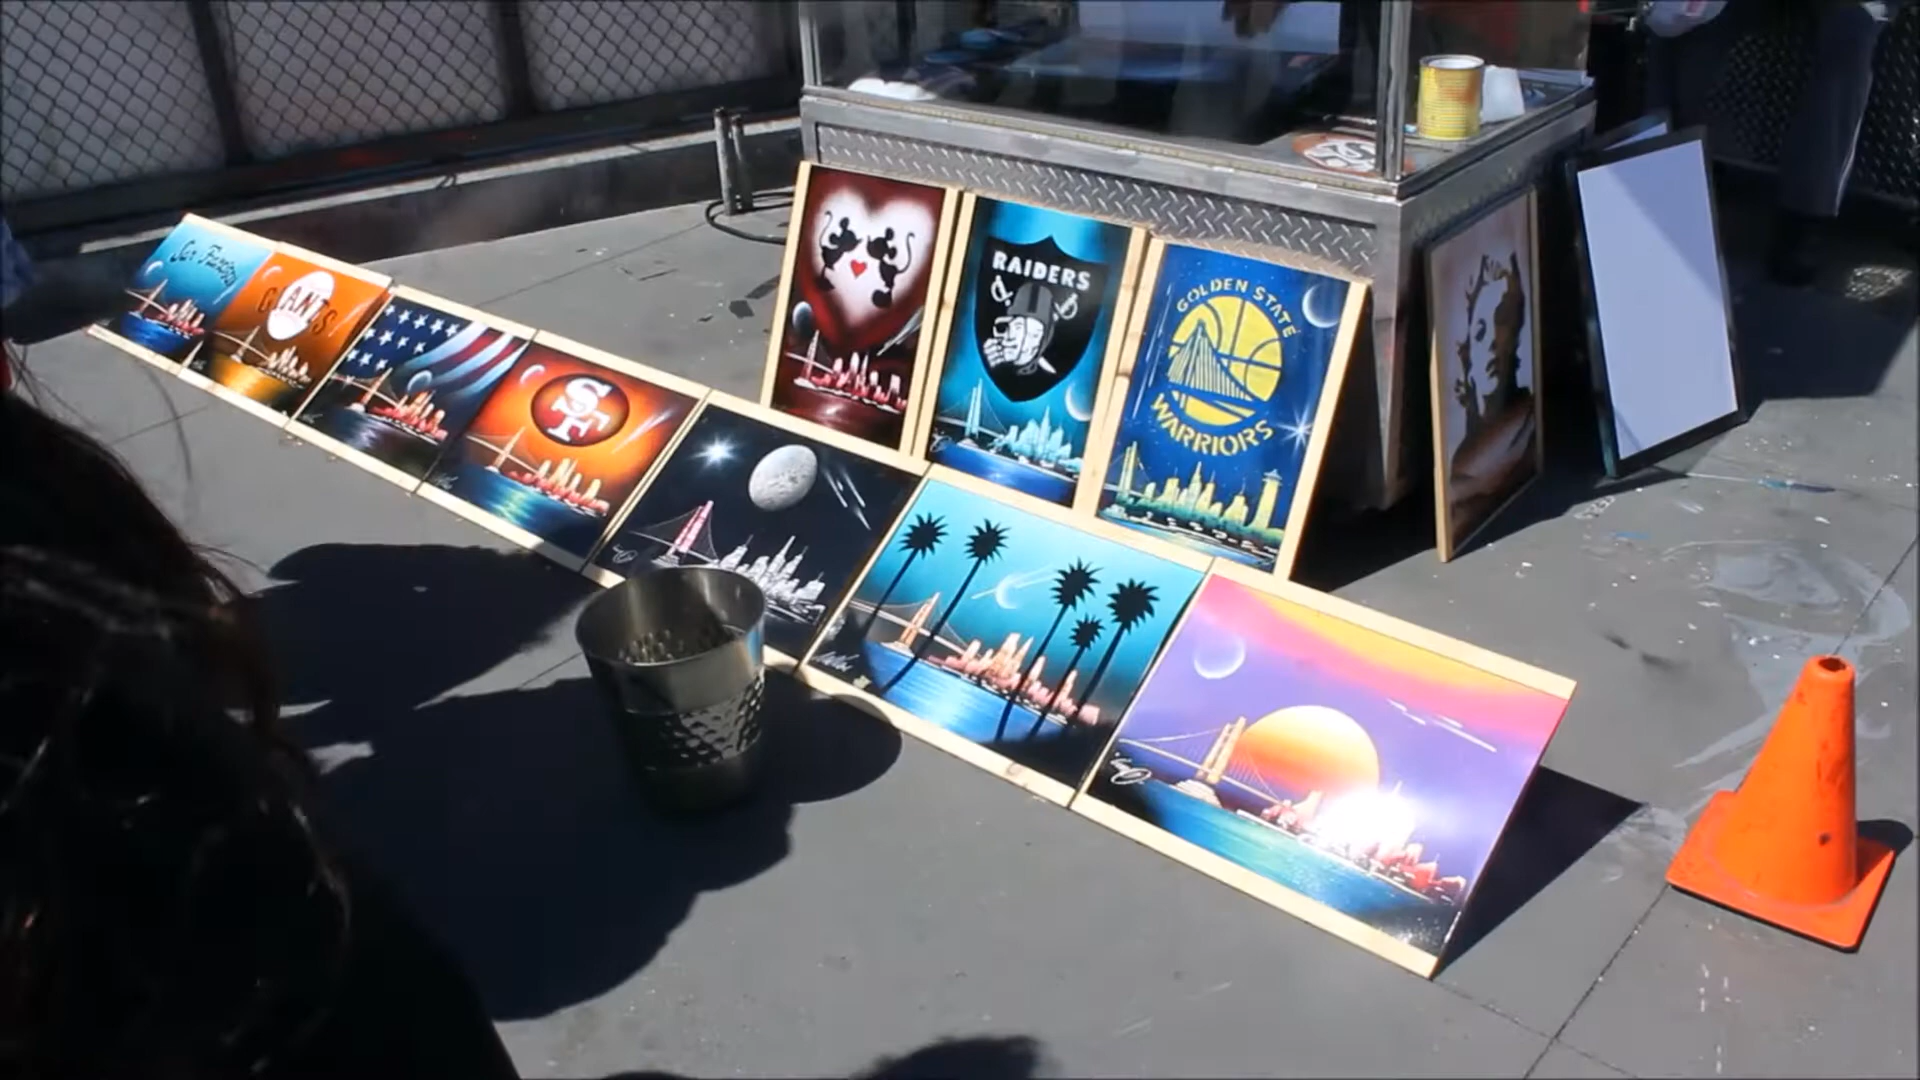 San Francisco
GIANTS
SF
RAIDERS
GOLDEN STATE
WARRIORS